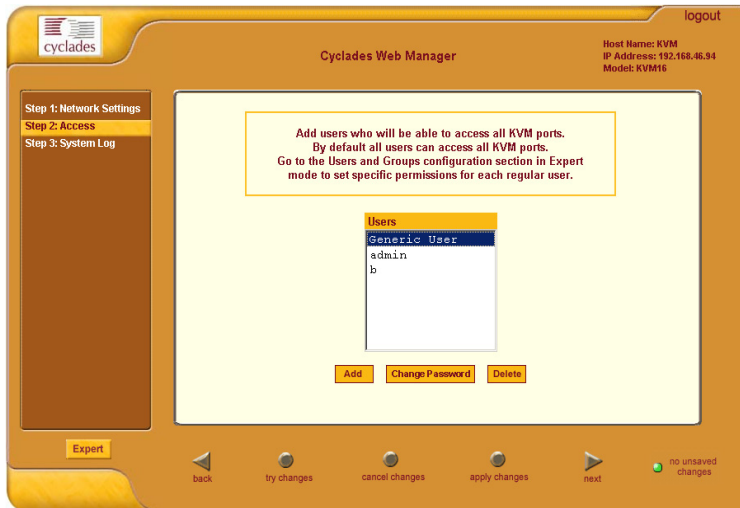 logout
cyclades
Cyclades Web Manager
Host Name: KVM
IP Address: 192.168.46.94
Model: KVM16
Step 1: Network Settings
Step 2: Access
Step 3: System Log
Add users who will be able to access all KVM ports.
By default all users can access all KVM ports.
Go to the Users and Groups configuration section in Expert
mode to set specific permissions for each regular user.
Users
Generic User
admin
b
Add
Change Password
Delete
Expert
back
try changes
cancel changes
apply changes
next
no unsaved
changes